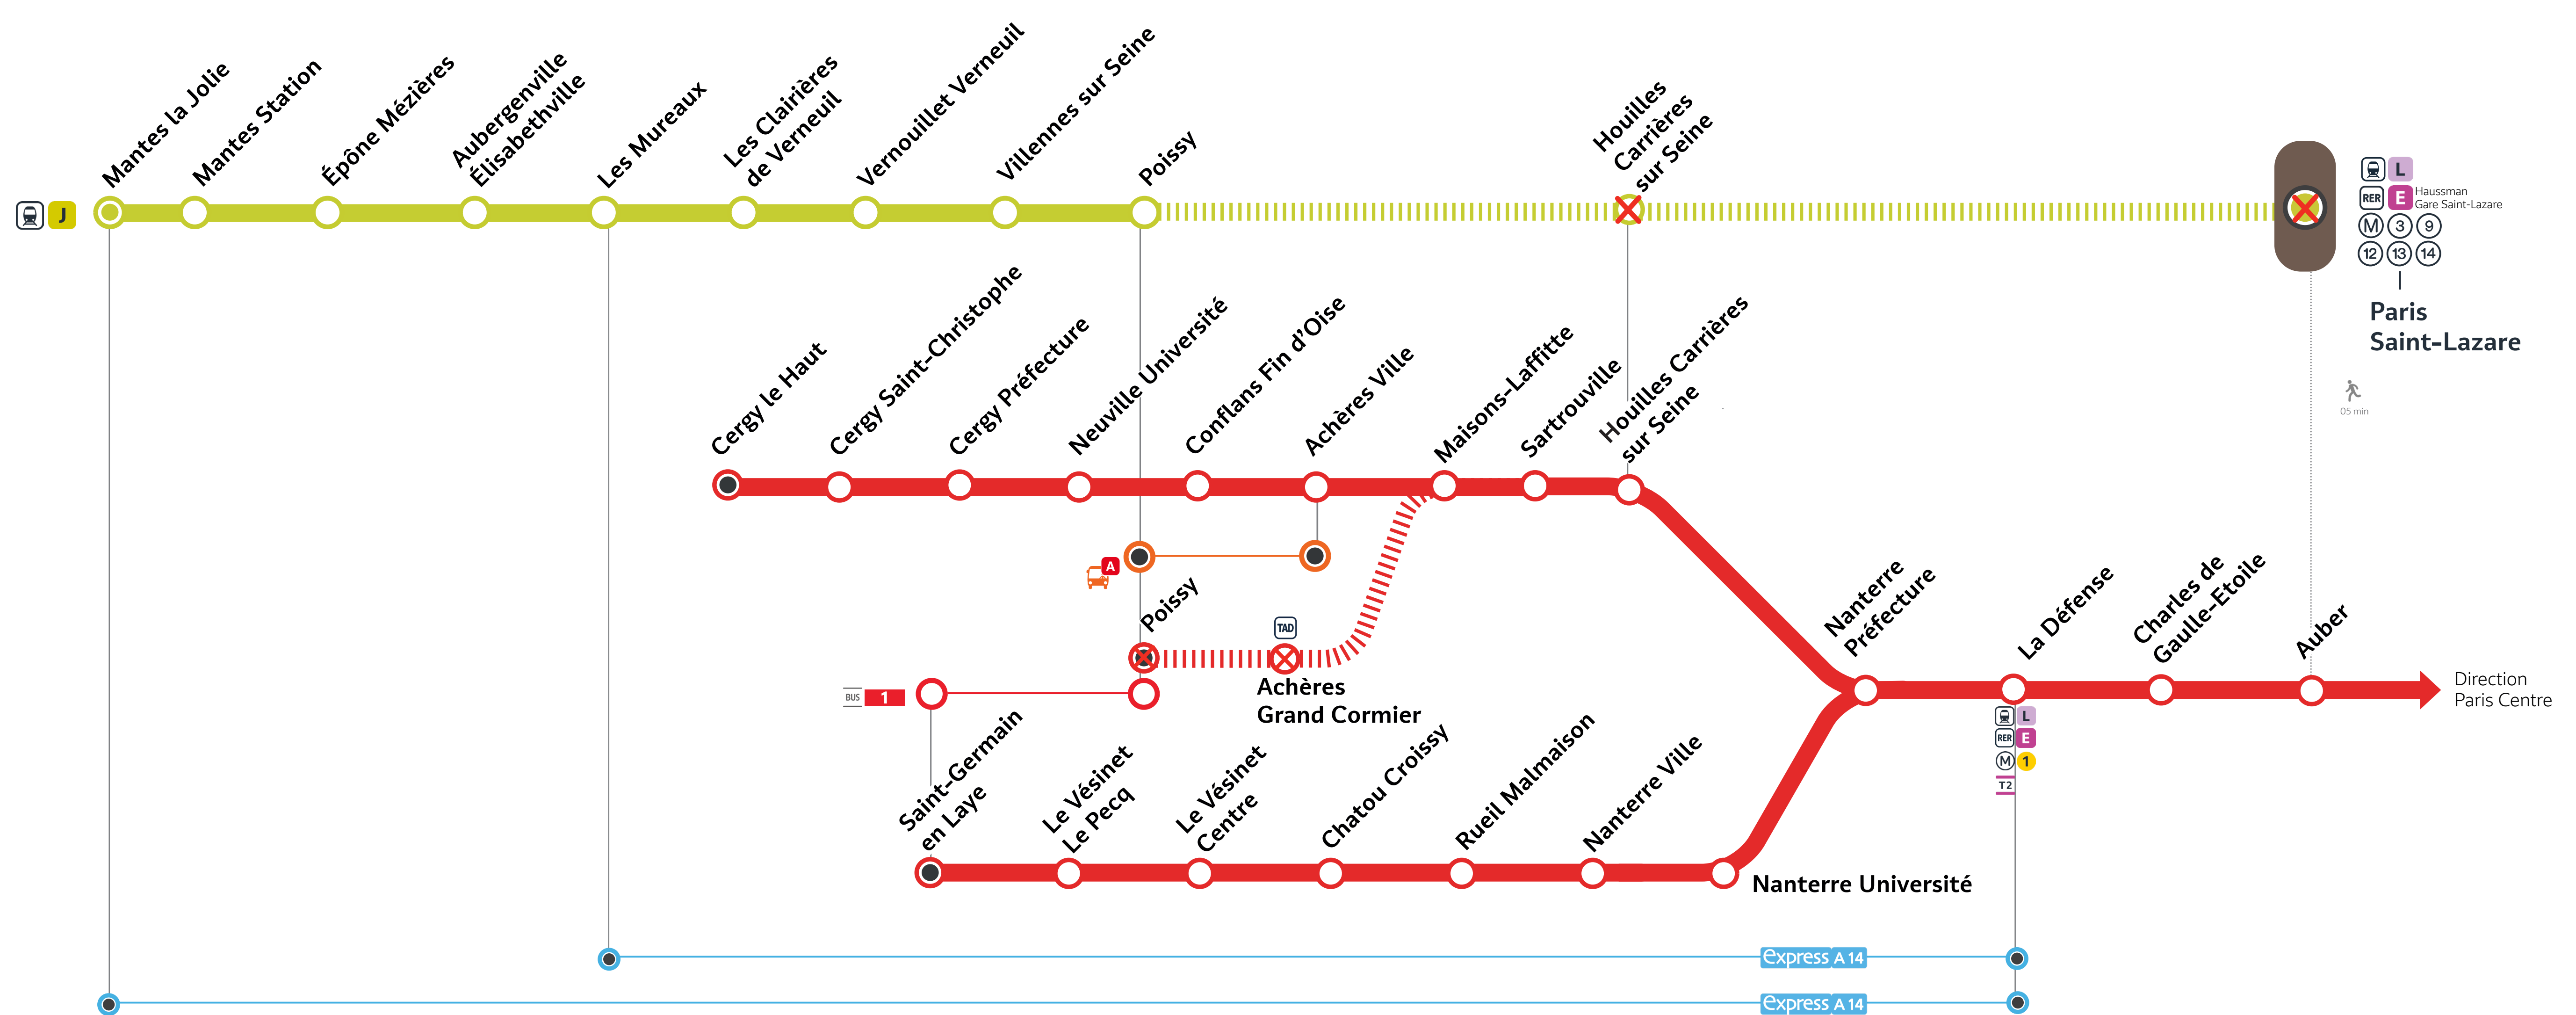 Mantes la Jolie
Mantes Station
Épône Mézières
Aubergenville
Élisabethville
Les Mureaux
Les Clairières
de Verneuil
Vernouillet Verneuil
Villennes sur Seine
Poissy
Houilles
Carrières
sur Seine
J
L
RER E Haussman
Gare Saint-Lazare
M 3 9
12 13 14
Paris
Saint-Lazare
05 min
Cergy le Haut
Cergy Saint-Christophe
Cergy Préfecture
Neuville Université
Conflans Fin d’Oise
Achères Ville
Maisons-Laffitte
Sartrouville
Houilles Carrières
sur Seine
A
Poissy
TAD
Achères
Grand Cormier
BUS 1
Nanterre
Préfecture
La Défense
Charles de
Gaulle-Etoile
Auber
Direction
Paris Centre
L
RER E
M 1
T2
Saint-Germain
en Laye
Le Vésinet
Le Pecq
Le Vésinet
Centre
Chatou Croissy
Rueil Malmaison
Nanterre Ville
Nanterre Université
express A 14
express A 14